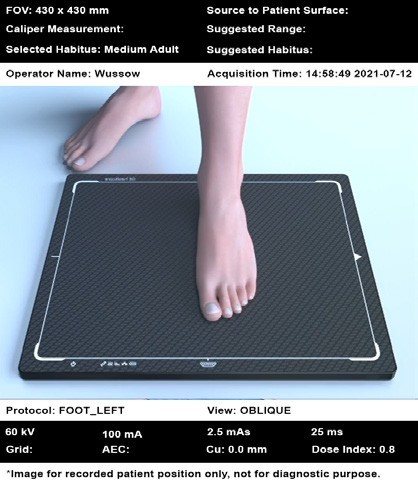 FOV: 430 x 430 mm
Source to Patient Surface:
Caliper Measurement:
Suggested Range:
Selected Habitus: Medium Adult
Suggested Habitus:
Operator Name: Wussow
Acquisition Time: 14:58:49 2021-07-12
Protocol: FOOT_LEFT
View: OBLIQUE
60 kV
100 mA
2.5 mAs
25 ms
Grid:
AEC:
Cu: 0.0 mm
Dose Index: 0.8
*Image for recorded patient position only, not for diagnostic purpose.